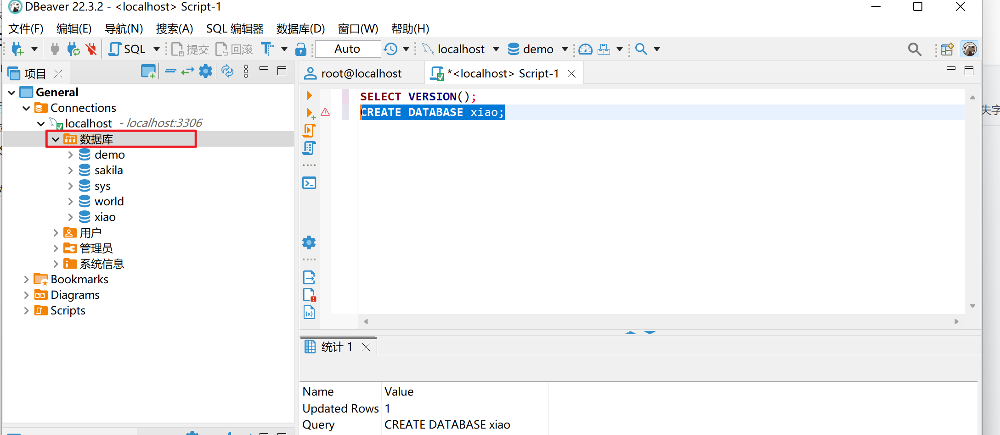 DBeaver 22.3.2 - <localhost> Script-1
文件(F) 编辑(E) 导航(N) 搜索(A) SQL 编辑器 数据库(D) 窗口(W) 帮助(H)
SQL 提交 回滚 Auto localhost demo
项目
root@localhost
*<localhost> Script-1
General
Connections
localhost - localhost:3306
数据库
demo
sakila
sys
world
xiao
用户
管理员
系统信息
Bookmarks
Diagrams
Scripts
SELECT VERSION();
CREATE DATABASE xiao;
失字
统计 1
Name Value
Updated Rows 1
Query CREATE DATABASE xiao